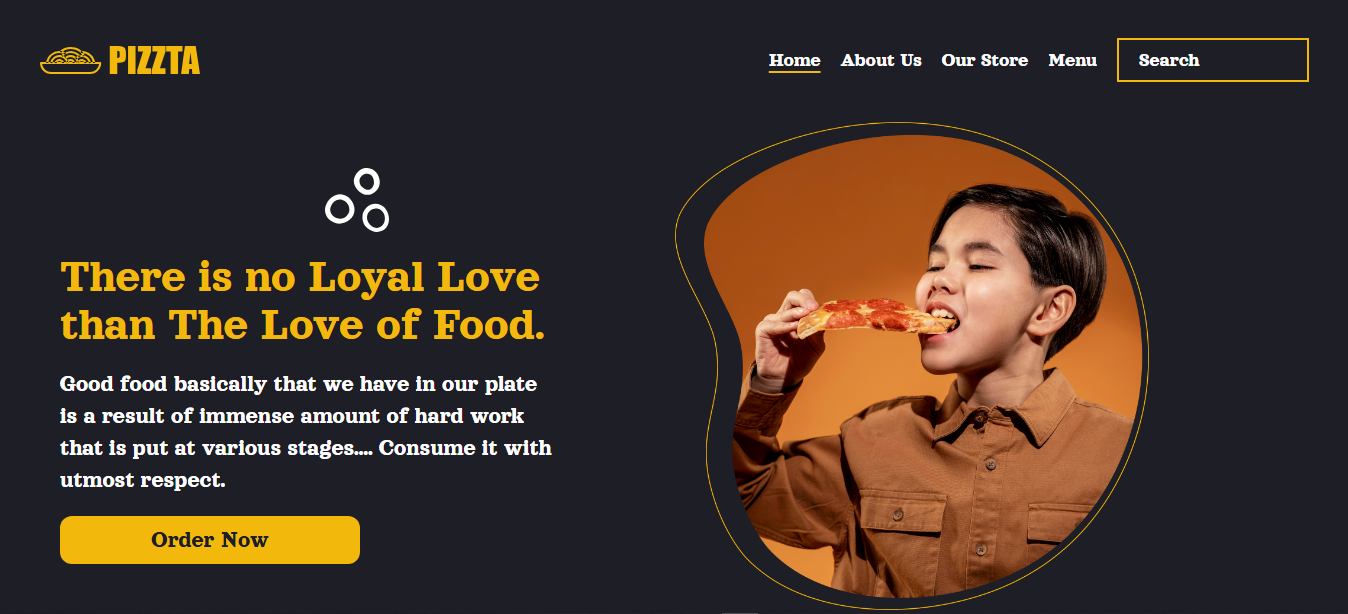 PIZZTA
Home About Us Our Store Menu Search
There is no Loyal Love
than The Love of Food.
Good food basically that we have in our plate
is a result of immense amount of hard work
that is put at various stages.... Consume it with
utmost respect.
Order Now